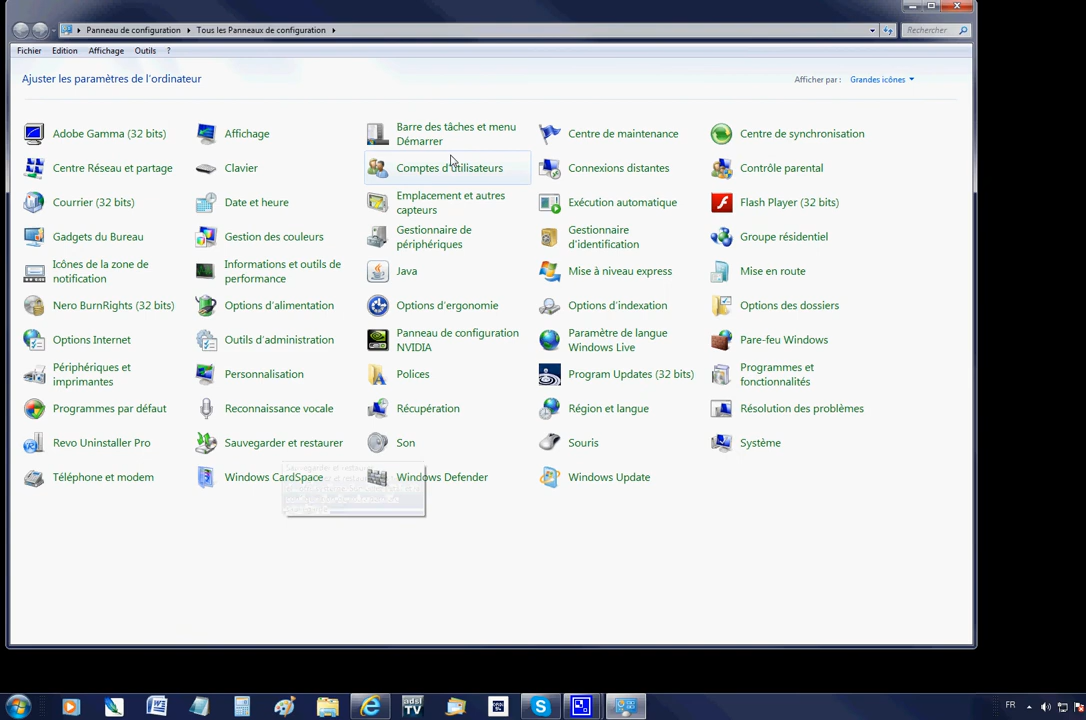 Panneau de configuration
Tous les Panneaux de configuration
Rechercher
Fichier Edition Affichage Outils ?
Ajuster les paramètres de l'ordinateur
Afficher par : Grandes icônes
Adobe Gamma (32 bits)
Affichage
Barre des tâches et menu
Démarrer
Centre de maintenance
Centre de synchronisation
Centre Réseau et partage
Clavier
Comptes d'utilisateurs
Connexions distantes
Contrôle parental
Courrier (32 bits)
Date et heure
Emplacement et autres
capteurs
Exécution automatique
Flash Player (32 bits)
Gadgets du Bureau
Gestion des couleurs
Gestionnaire de
périphériques
Gestionnaire
d'identification
Groupe résidentiel
Icônes de la zone de
notification
Informations et outils de
performance
Java
Mise à niveau express
Mise en route
Nero BurnRights (32 bits)
Options d'alimentation
Options d'ergonomie
Options d'indexation
Options des dossiers
Options Internet
Outils d'administration
Panneau de configuration
NVIDIA
Paramètre de langue
Windows Live
Pare-feu Windows
Périphériques et
imprimantes
Personnalisation
Polices
Program Updates (32 bits)
Programmes et
fonctionnalités
Programmes par défaut
Reconnaissance vocale
Récupération
Région et langue
Résolution des problèmes
Revo Uninstaller Pro
Sauvegarder et restaurer
Son
Souris
Système
Téléphone et modem
Windows CardSpace
Windows Defender
Windows Update
Sauvegarder et restau
adsl
TV
FR